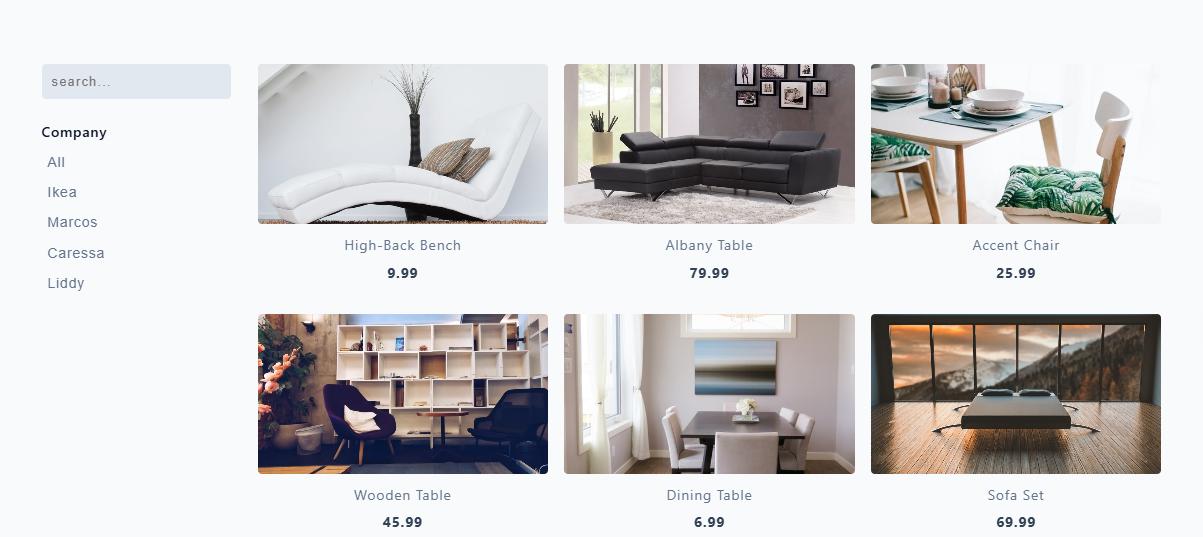 search...
Company
All
Ikea
Marcos
Caressa
Liddy
High-Back Bench
9.99
Albany Table
79.99
Accent Chair
25.99
Wooden Table
45.99
Dining Table
6.99
Sofa Set
69.99